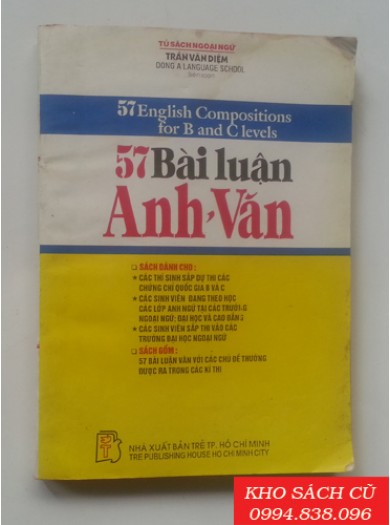 TỦ SÁCH NGOẠI NGỮ
TRẦN VĂN ĐIỀM
DONG A LANGUAGE SCHOOL
57 English Compositions
for B and C levels
57 Bài luận
Anh Văn
SÁCH DÀNH CHO :
CÁC THÍ SINH SẮP DỰ THI CÁC
CHỨNG CHỈ QUỐC GIA B VÀ C
CÁC SINH VIÊN ĐANG THEO HỌC
CÁC LỚP ANH NGỮ TẠI CÁC TRƯỜNG
NGOẠI NGỮ; ĐẠI HỌC VÀ CAO ĐẲNG
CÁC SINH VIÊN SẮP THI VÀO CÁC
TRƯỜNG ĐẠI HỌC NGOẠI NGỮ
SÁCH GỒM :
57 BÀI LUẬN VĂN VỚI CÁC CHỦ ĐỀ THƯỜNG
ĐƯỢC RA TRONG CÁC KÌ THI
NHÀ XUẤT BẢN TRẺ TP. HỒ CHÍ MINH
TRE PUBLISHING HOUSE HO CHI MINH CITY
KHO SÁCH CŨ
0994.838.096